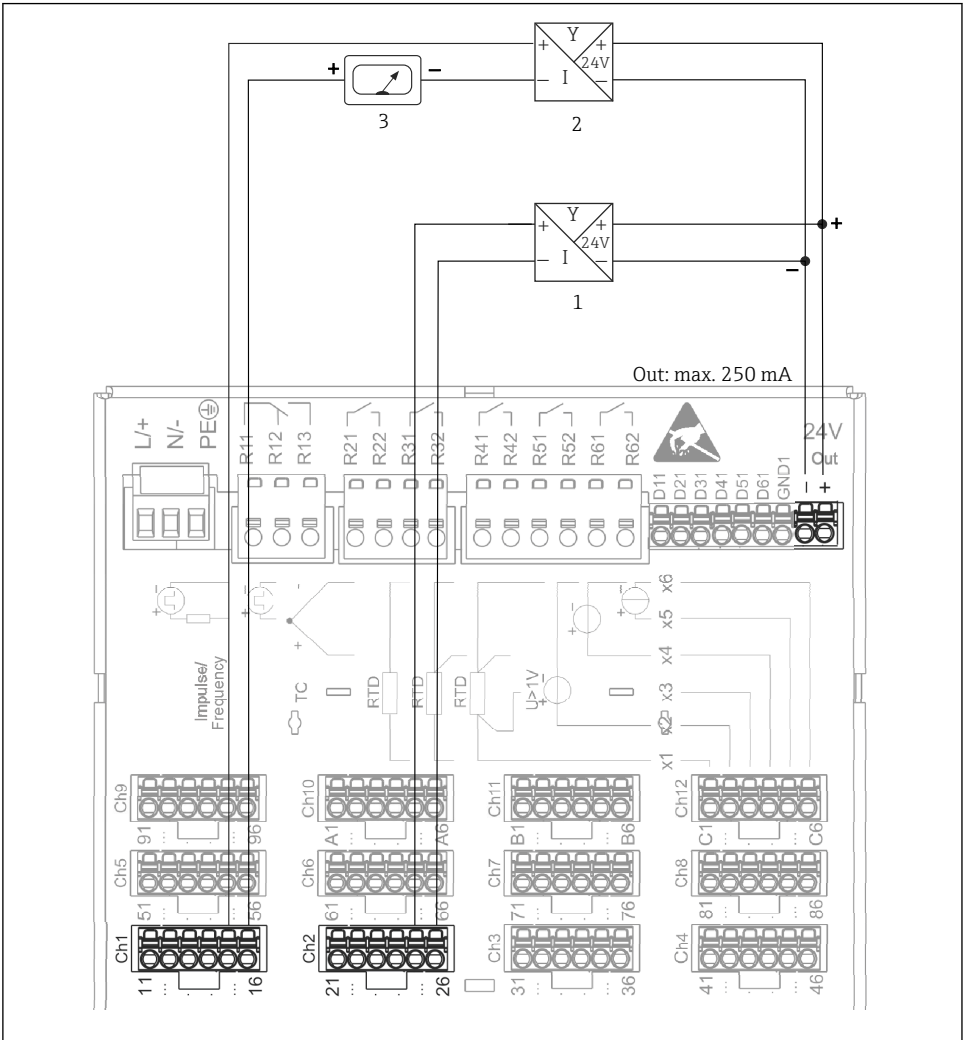 Y
+ +
24V
I
− −
2
+ −
3
Y
+ + +
24V
I
− − −
1
Out: max. 250 mA
L/+
N/-
PE
R11
R12
R13
R21
R22
R31
R32
R41
R42
R51
R52
R61
R62
D11
D21
D31
D41
D51
D61
GND1
24V
Out
− +
Impulse/
Frequency
TC
RTD
RTD
RTD
U>1V
x6
x5
x4
x3
x2
x1
Ch9
91 ... . . ... 96
Ch10
A1 ... . . ... A6
Ch11
B1 ... . . ... B6
Ch12
C1 ... . . ... C6
Ch5
51 ... . . ... 56
Ch6
61 ... . . ... 66
Ch7
71 ... . . ... 76
Ch8
81 ... . . ... 86
Ch1
11 ... . . ... 16
Ch2
21 ... . . ... 26
Ch3
31 ... . . ... 36
Ch4
41 ... . . ... 46